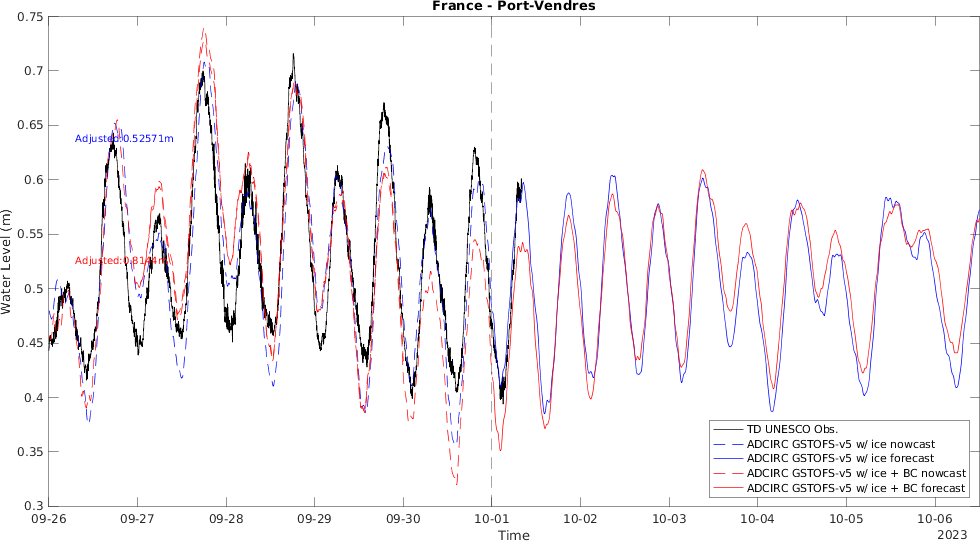 France - Port-Vendres
Water Level (m)
0.75
0.7
0.65
0.6
0.55
0.5
0.45
0.4
0.35
0.3
Adjusted:0.52571m
Adjusted:0.8144m
09-26 09-27 09-28 09-29 09-30 10-01 10-02 10-03 10-04 10-05 10-06
Time
2023
TD UNESCO Obs.
ADCIRC GSTOFS-v5 w/ ice nowcast
ADCIRC GSTOFS-v5 w/ ice forecast
ADCIRC GSTOFS-v5 w/ ice + BC nowcast
ADCIRC GSTOFS-v5 w/ ice + BC forecast